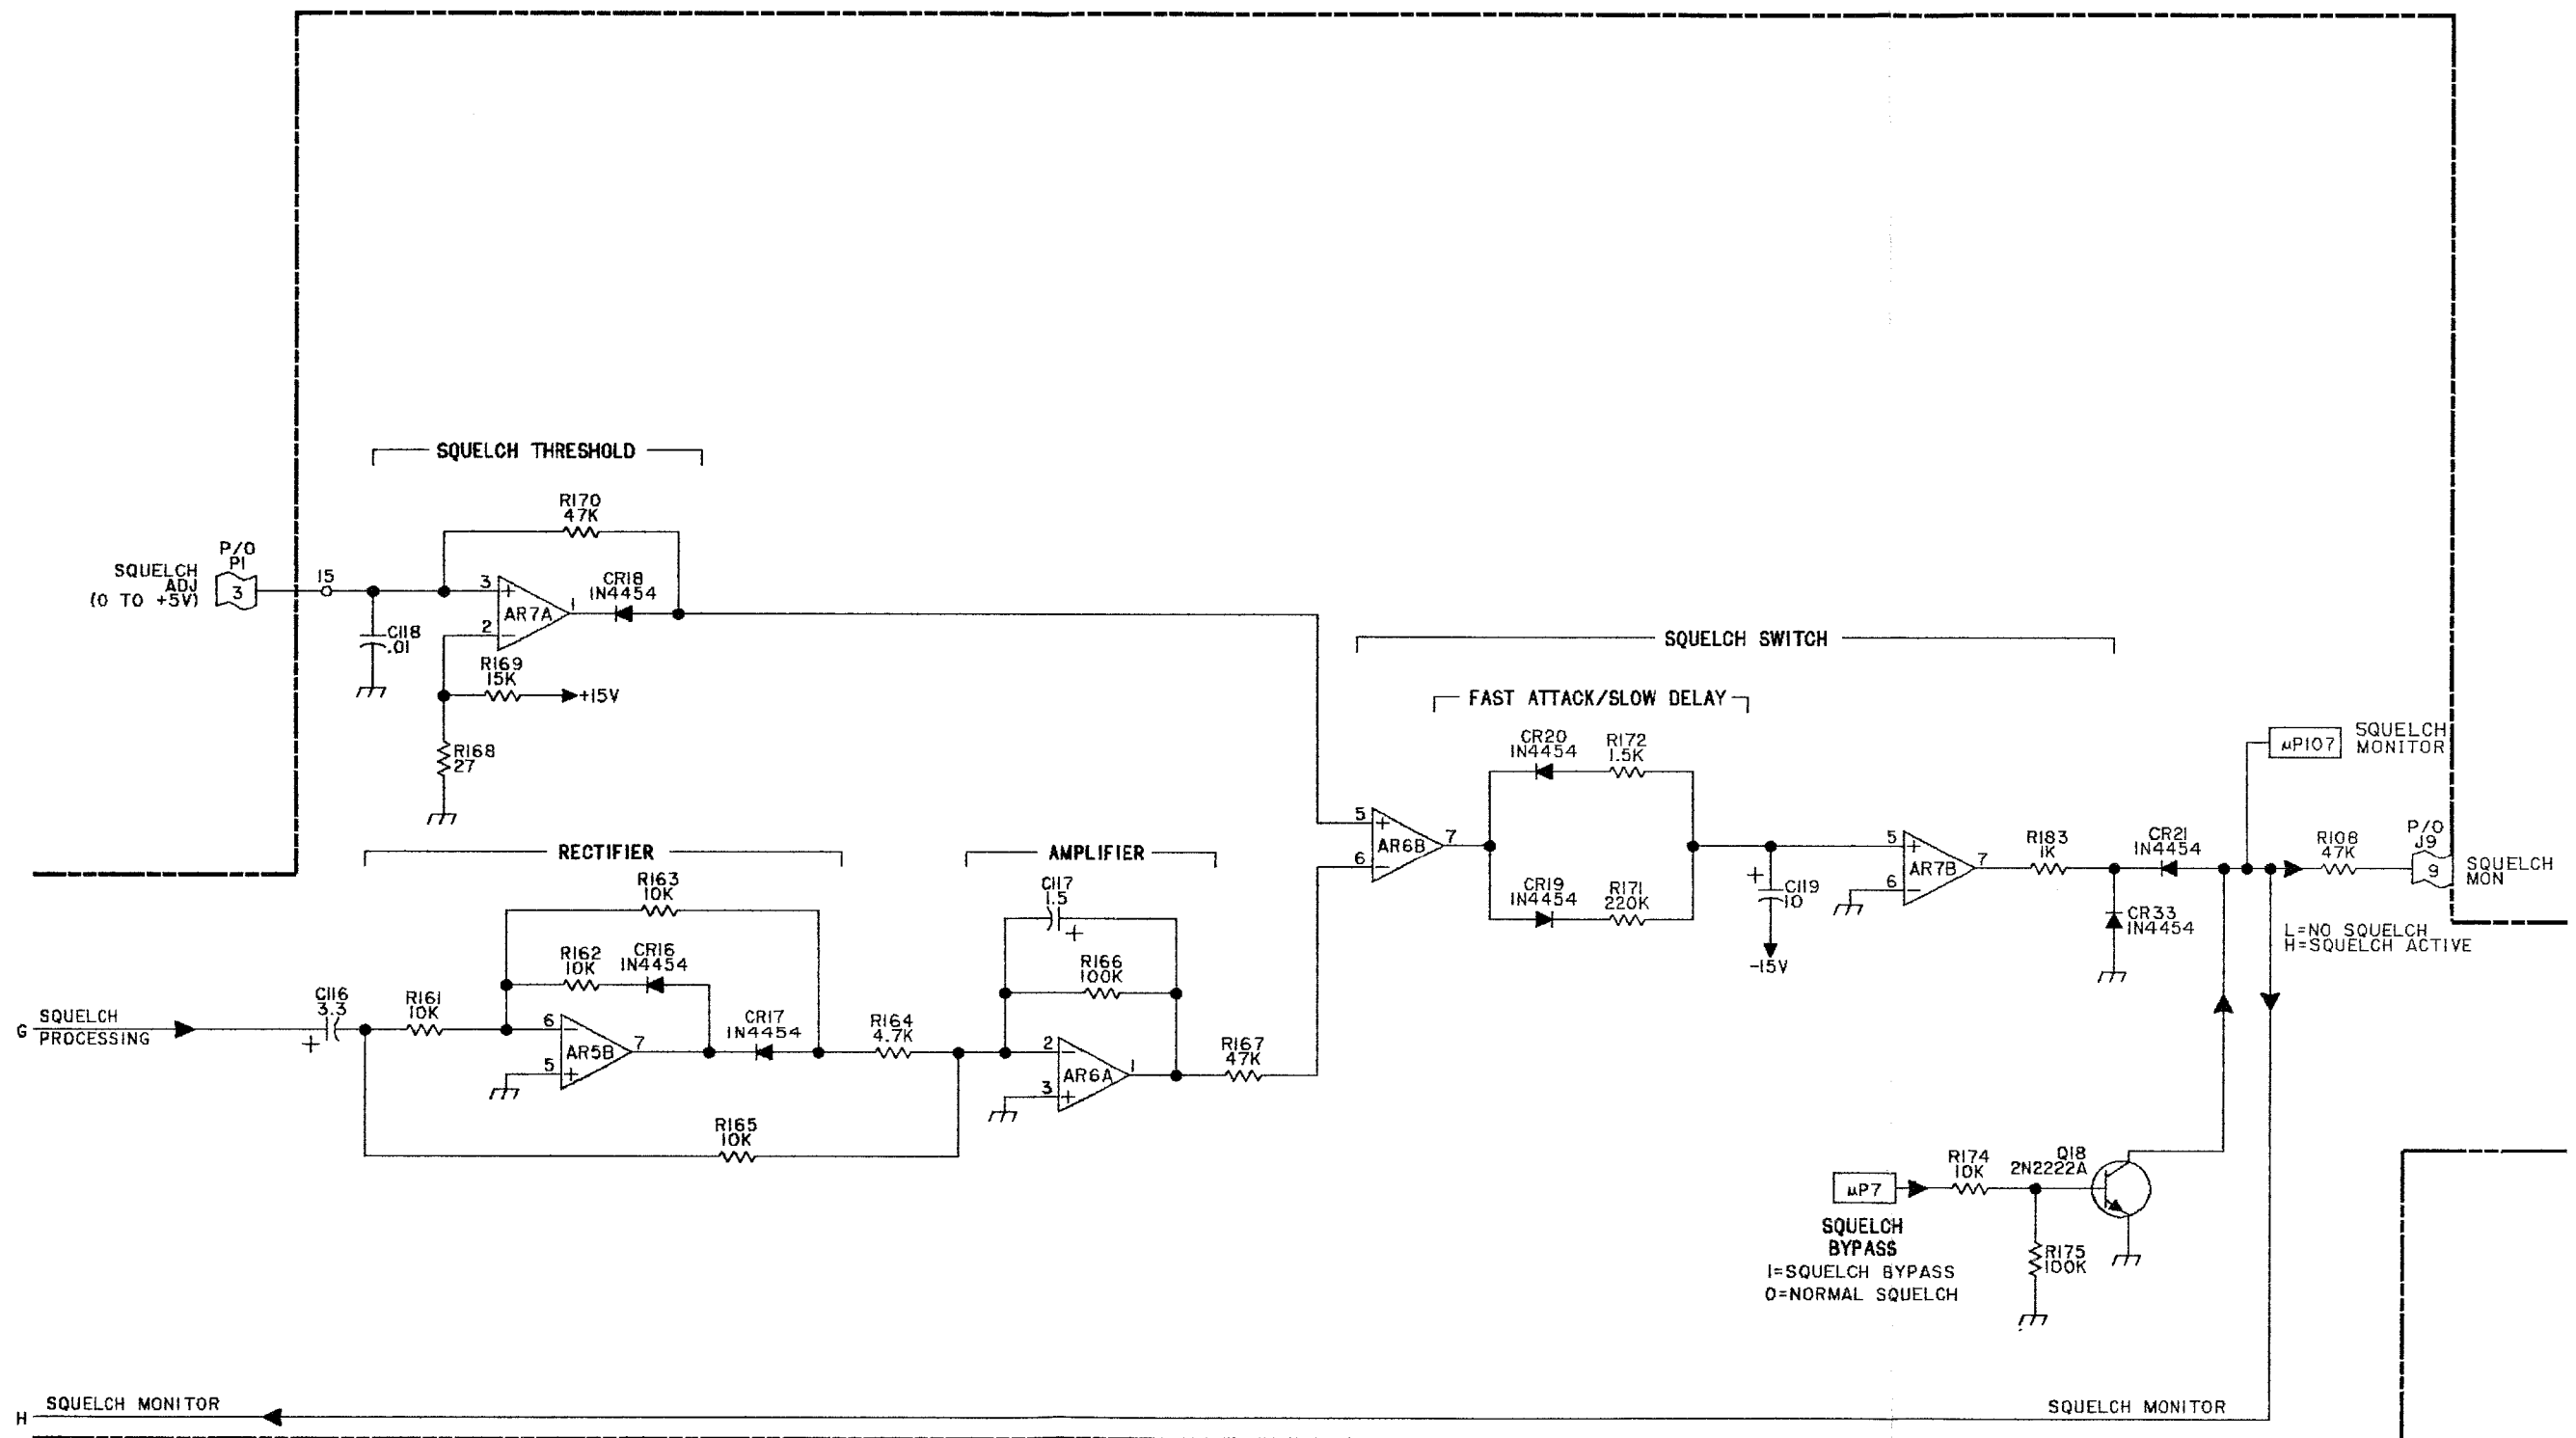 SQUELCH THRESHOLD
R170
47K
P/O
P1
SQUELCH
ADJ
(0 TO +5V)
3
15
3
+
AR7A
1
2
−
CR18
1N4454
C118
.01
R169
15K
+15V
R168
27
SQUELCH SWITCH
FAST ATTACK/SLOW DELAY
CR20
1N4454
R172
1.5K
µP107
SQUELCH
MONITOR
5
+
AR6B
7
6
−
CR19
1N4454
R171
220K
+
C119
10
-15V
5
+
AR7B
7
6
−
R183
1K
CR21
1N4454
CR33
1N4454
R108
47K
P/O
J9
9
SQUELCH
MON
L=NO SQUELCH
H=SQUELCH ACTIVE
RECTIFIER
AMPLIFIER
R163
10K
R162
10K
CR16
1N4454
C117
1.5
+
R166
100K
G
SQUELCH
PROCESSING
C116
3.3
+
R161
10K
6
−
AR5B
7
5
+
CR17
1N4454
R164
4.7K
2
−
AR6A
1
3
+
R167
47K
R165
10K
µP7
R174
10K
Q18
2N2222A
R175
100K
SQUELCH
BYPASS
1=SQUELCH BYPASS
0=NORMAL SQUELCH
H
SQUELCH MONITOR
SQUELCH MONITOR